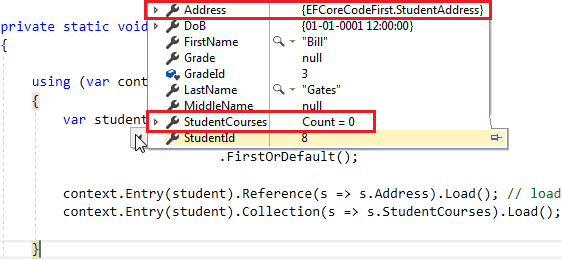 private static void
Address {EFCoreCodeFirst.StudentAddress}
{
DoB {01-01-0001 12:00:00}
FirstName "Bill"
Grade null
GradeId 3
using (var cont
LastName "Gates"
{
MiddleName null
var student
StudentCourses Count = 0
StudentId 8
.FirstOrDefault();
context.Entry(student).Reference(s => s.Address).Load(); // load
context.Entry(student).Collection(s => s.StudentCourses).Load();
}